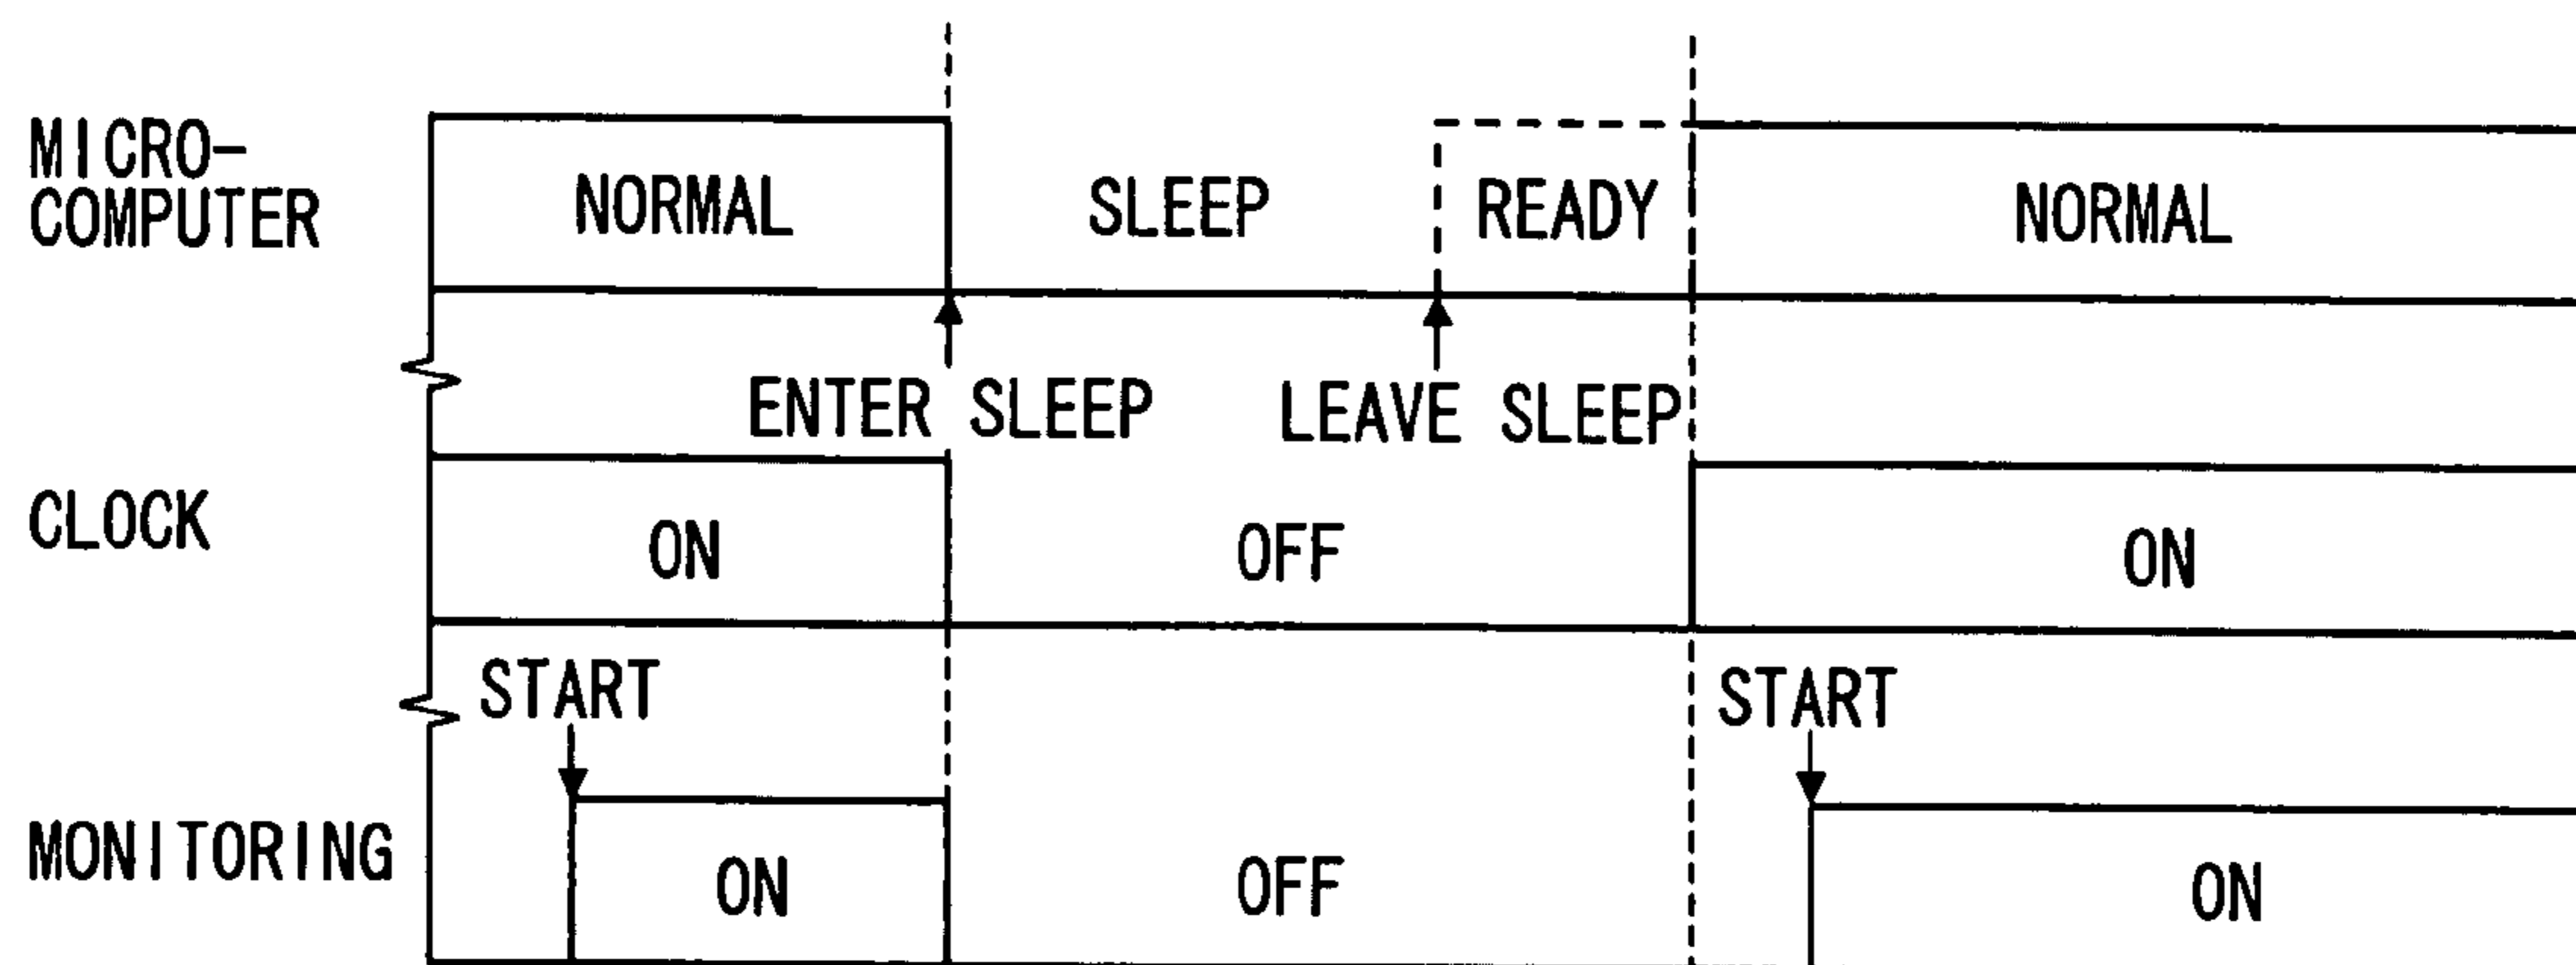 MICRO-
COMPUTER
NORMAL
SLEEP
READY
NORMAL
ENTER SLEEP
LEAVE SLEEP
CLOCK
ON
OFF
ON
START
START
MONITORING
ON
OFF
ON